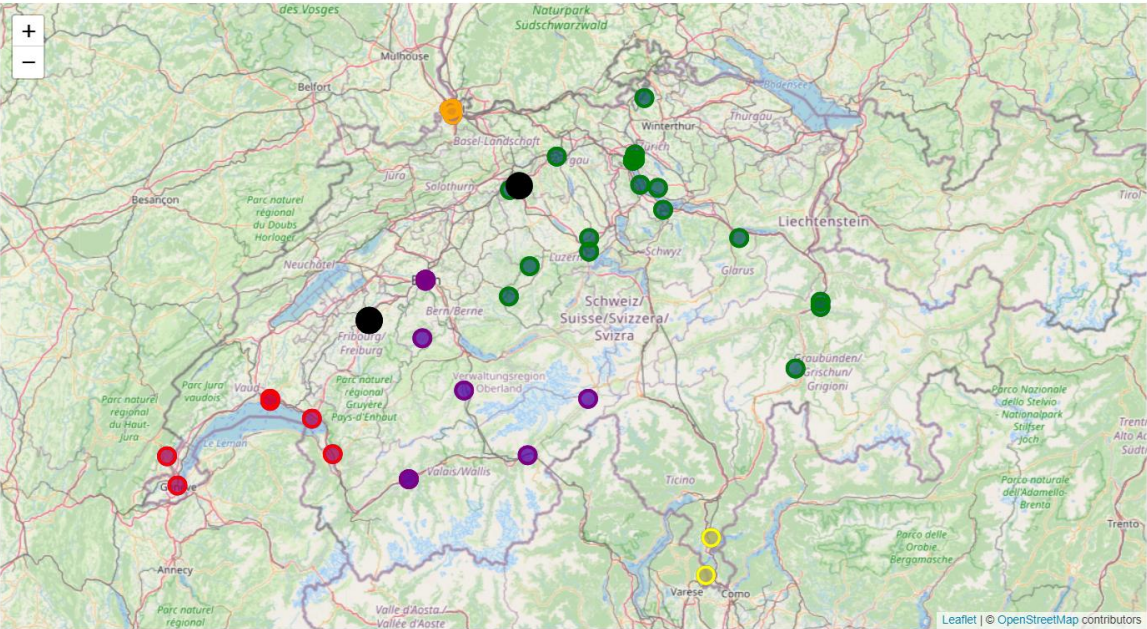 des Vosges
Naturpark
Südschwarzwald
+
−
Mulhouse
Belfort
Bodensee
Thurgau
Winterthur
Basel-Landschaft
Zürich
Jura
Solothurn
Besançon
Parc naturel
régional
du Doubs
Horloger
Tirol
Liechtenstein
Neuchâtel
Luzern
Schwyz
Glarus
Schweiz/
Suisse/Svizzera/
Svizra
Bern/Berne
Fribourg/
Freiburg
Verwaltungsregion
Oberland
Graubünden/
Grischun/
Grigioni
Parc Jura
vaudois
Vaud
Parc naturel
régional
Gruyère
Pays-d'Enhaut
Parc naturel
régional
du Haut-
Jura
Le Léman
Parco Nazionale
dello Stelvio
- Nationalpark
Stilfser
Joch
Genève
Valais/Wallis
Ticino
Parco naturale
dell'Adamello-
Brenta
Trento
Parco delle
Orobie
Bergamasche
Annecy
Varese
Como
Parc naturel
régional
Valle d'Aosta /
Vallée d'Aoste
Leaflet | © OpenStreetMap contributors